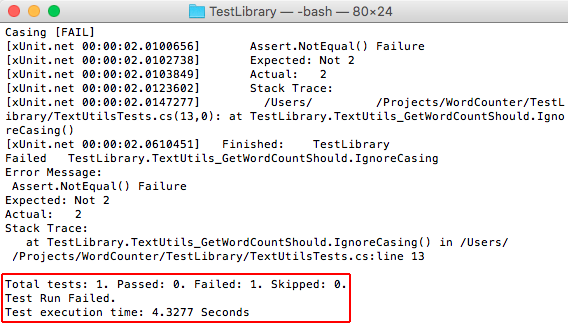 TestLibrary — -bash — 80×24
Casing [FAIL]
[xUnit.net 00:00:02.0100656]       Assert.NotEqual() Failure
[xUnit.net 00:00:02.0102738]       Expected: Not 2
[xUnit.net 00:00:02.0103849]       Actual:   2
[xUnit.net 00:00:02.0123602]       Stack Trace:
[xUnit.net 00:00:02.0147277]         /Users/        /Projects/WordCounter/TestL
ibrary/TextUtilsTests.cs(13,0): at TestLibrary.TextUtils_GetWordCountShould.Igno
reCasing()
[xUnit.net 00:00:02.0610451]   Finished:    TestLibrary
Failed   TestLibrary.TextUtils_GetWordCountShould.IgnoreCasing
Error Message:
 Assert.NotEqual() Failure
Expected: Not 2
Actual:   2
Stack Trace:
   at TestLibrary.TextUtils_GetWordCountShould.IgnoreCasing() in /Users/
 /Projects/WordCounter/TestLibrary/TextUtilsTests.cs:line 13
Total tests: 1. Passed: 0. Failed: 1. Skipped: 0.
Test Run Failed.
Test execution time: 4.3277 Seconds